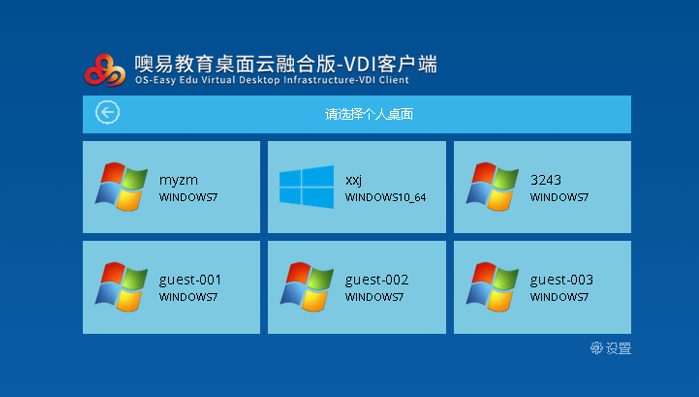 噢易教育桌面云融合版-VDI客户端
OS-Easy Edu Virtual Desktop Infrastructure-VDI Client
请选择个人桌面
myzm
WINDOWS7
xxj
WINDOWS10_64
3243
WINDOWS7
guest-001
WINDOWS7
guest-002
WINDOWS7
guest-003
WINDOWS7
设置